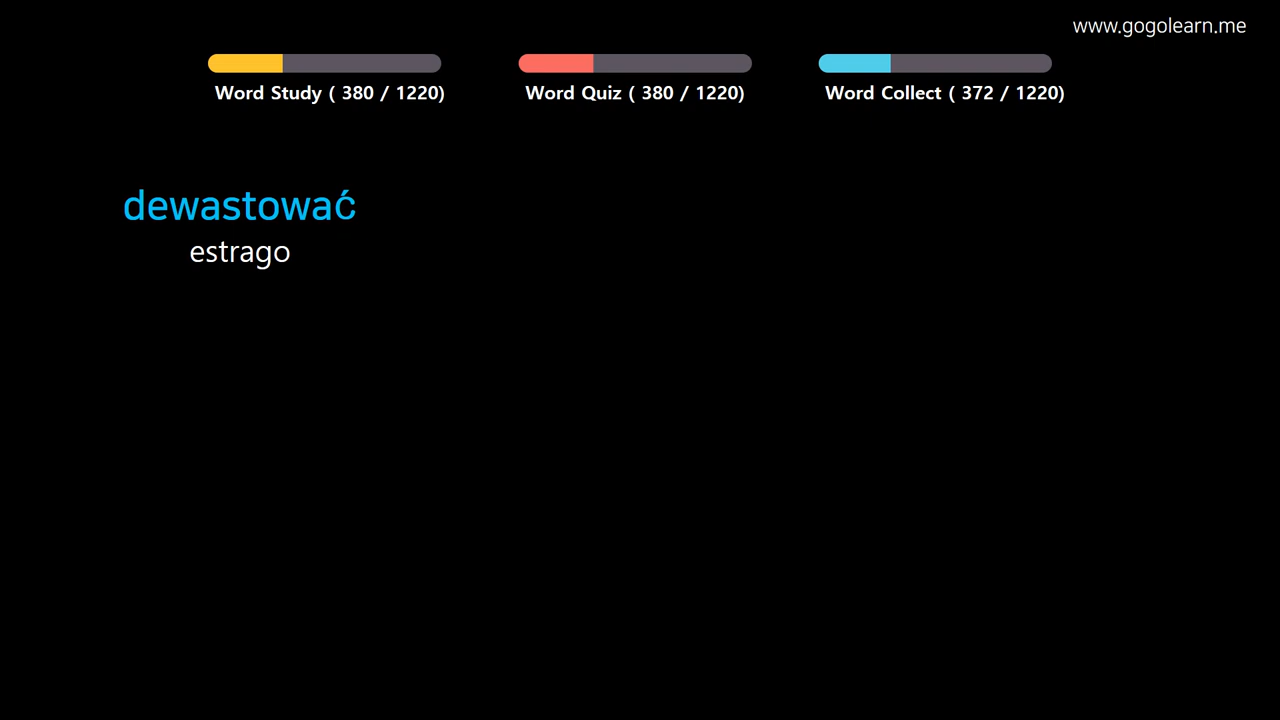 www.gogolearn.me
Word Study ( 380 / 1220)
Word Quiz ( 380 / 1220)
Word Collect ( 372 / 1220)
dewastować
estrago